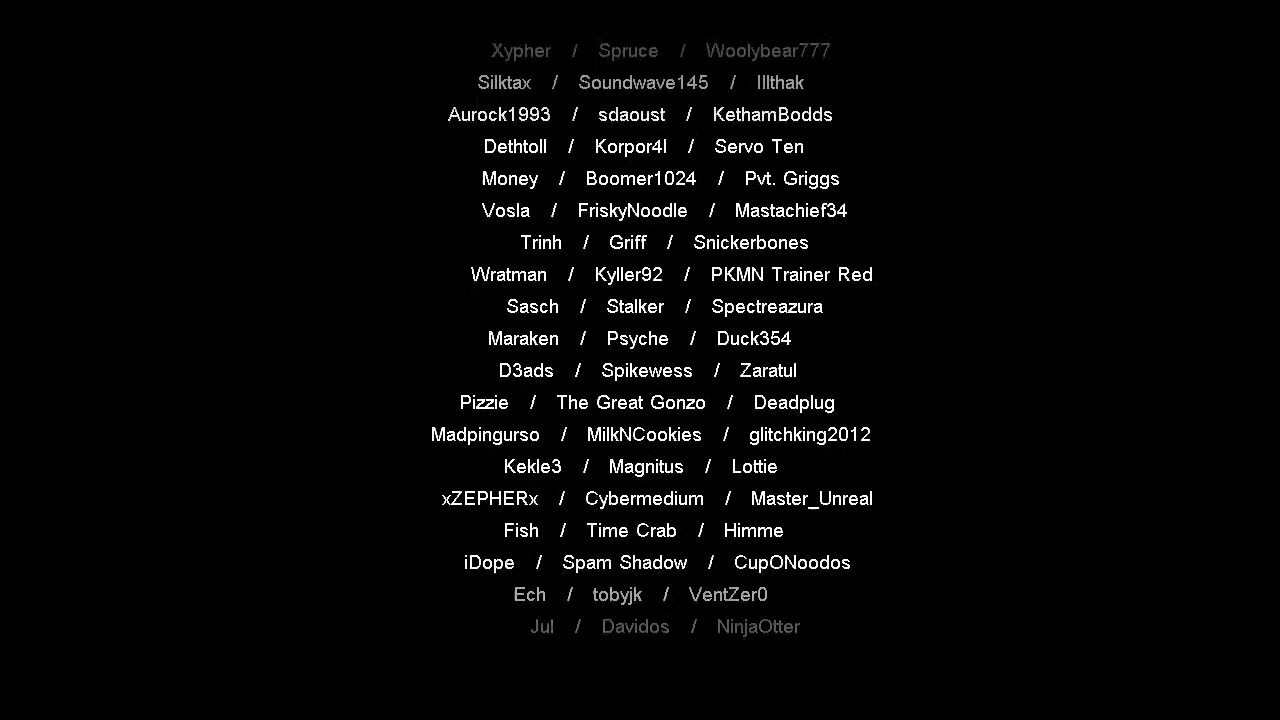 Xypher / Spruce / Woolybear777
Silktax / Soundwave145 / Illthak
Aurock1993 / sdaoust / KethamBodds
Dethtoll / Korpor4l / Servo Ten
Money / Boomer1024 / Pvt. Griggs
Vosla / FriskyNoodle / Mastachief34
Trinh / Griff / Snickerbones
Wratman / Kyller92 / PKMN Trainer Red
Sasch / Stalker / Spectreazura
Maraken / Psyche / Duck354
D3ads / Spikewess / Zaratul
Pizzie / The Great Gonzo / Deadplug
Madpingurso / MilkNCookies / glitchking2012
Kekle3 / Magnitus / Lottie
xZEPHERx / Cybermedium / Master_Unreal
Fish / Time Crab / Himme
iDope / Spam Shadow / CupONoodos
Ech / tobyjk / VentZer0
Jul / Davidos / NinjaOtter